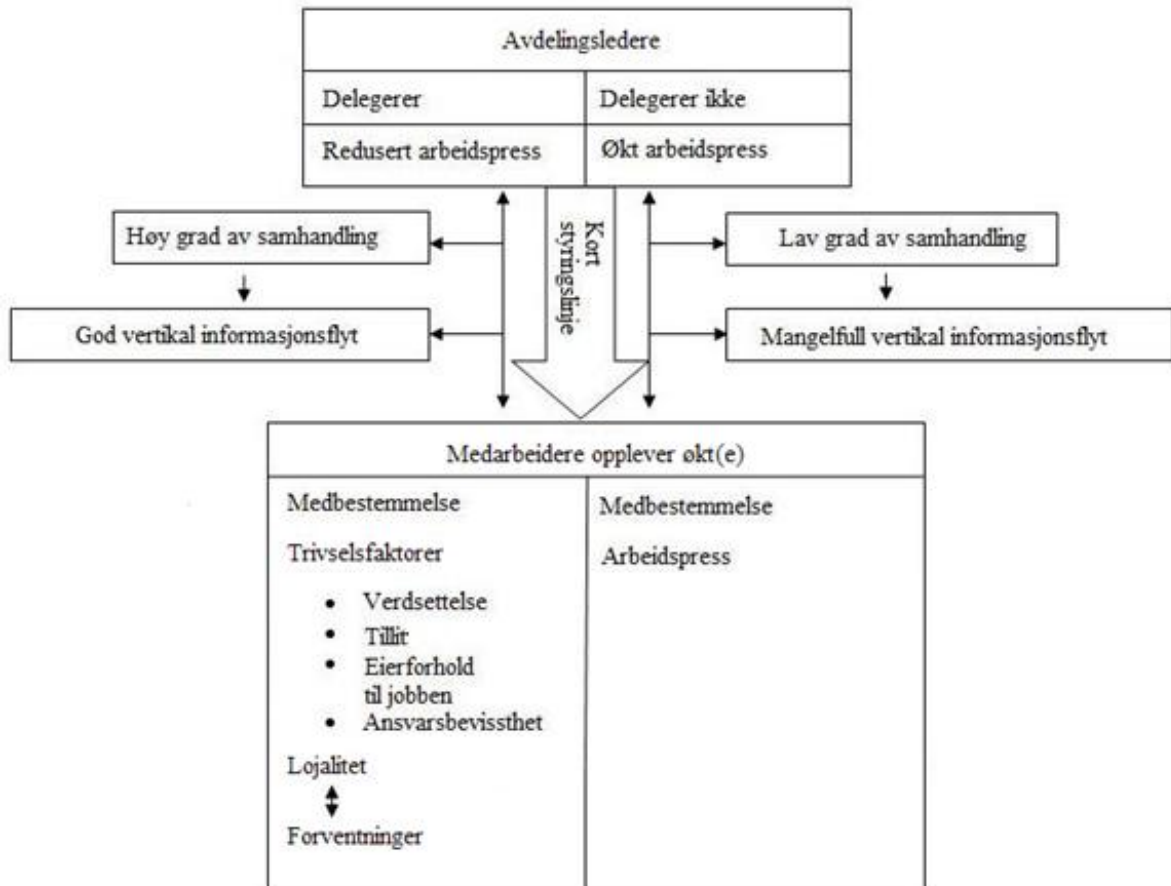 Avdelingsledere
Delegerer
Delegerer ikke
Redusert arbeidspress
Økt arbeidspress
Kort
styringslinje
Høy grad av samhandling
Lav grad av samhandling
God vertikal informasjonsflyt
Mangelfull vertikal informasjonsflyt
Medarbeidere opplever økt(e)
Medbestemmelse
Trivselsfaktorer
• Verdsettelse
• Tillit
• Eierforhold
til jobben
• Ansvarsbevissthet
Lojalitet
Forventninger
Medbestemmelse
Arbeidspress